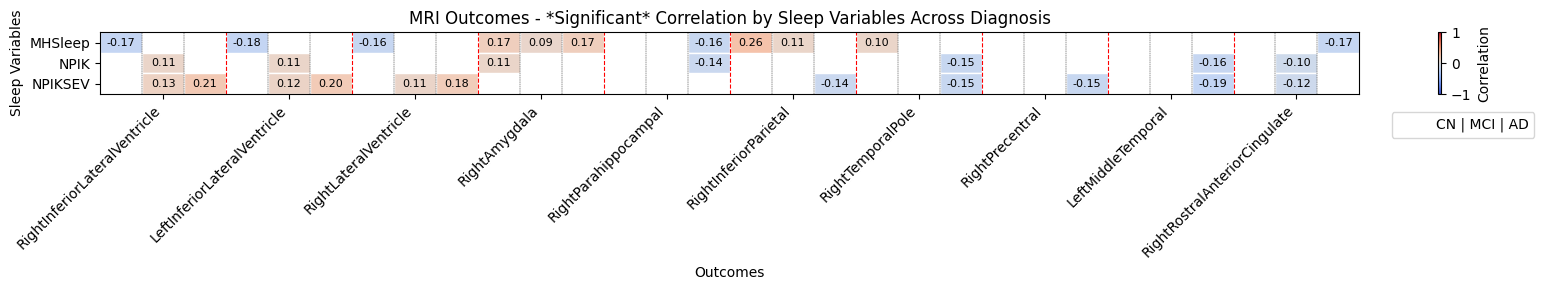 MRI Outcomes - *Significant* Correlation by Sleep Variables Across Diagnosis
Sleep Variables
MHSleep -0.17 -0.18 -0.16 0.17 0.09 0.17 -0.16 0.26 0.11 0.10 -0.17
NPIK 0.11 0.11 0.11 -0.14 -0.15 -0.16 -0.10
NPIKSEV 0.13 0.21 0.12 0.20 0.11 0.18 -0.14 -0.15 -0.15 -0.19 -0.12
RightInferiorLateralVentricle
LeftInferiorLateralVentricle
RightLateralVentricle
RightAmygdala
RightParahippocampal
RightInferiorParietal
RightTemporalPole
RightPrecentral
LeftMiddleTemporal
RightRostralAnteriorCingulate
Outcomes
1
0
-1
Correlation
CN | MCI | AD